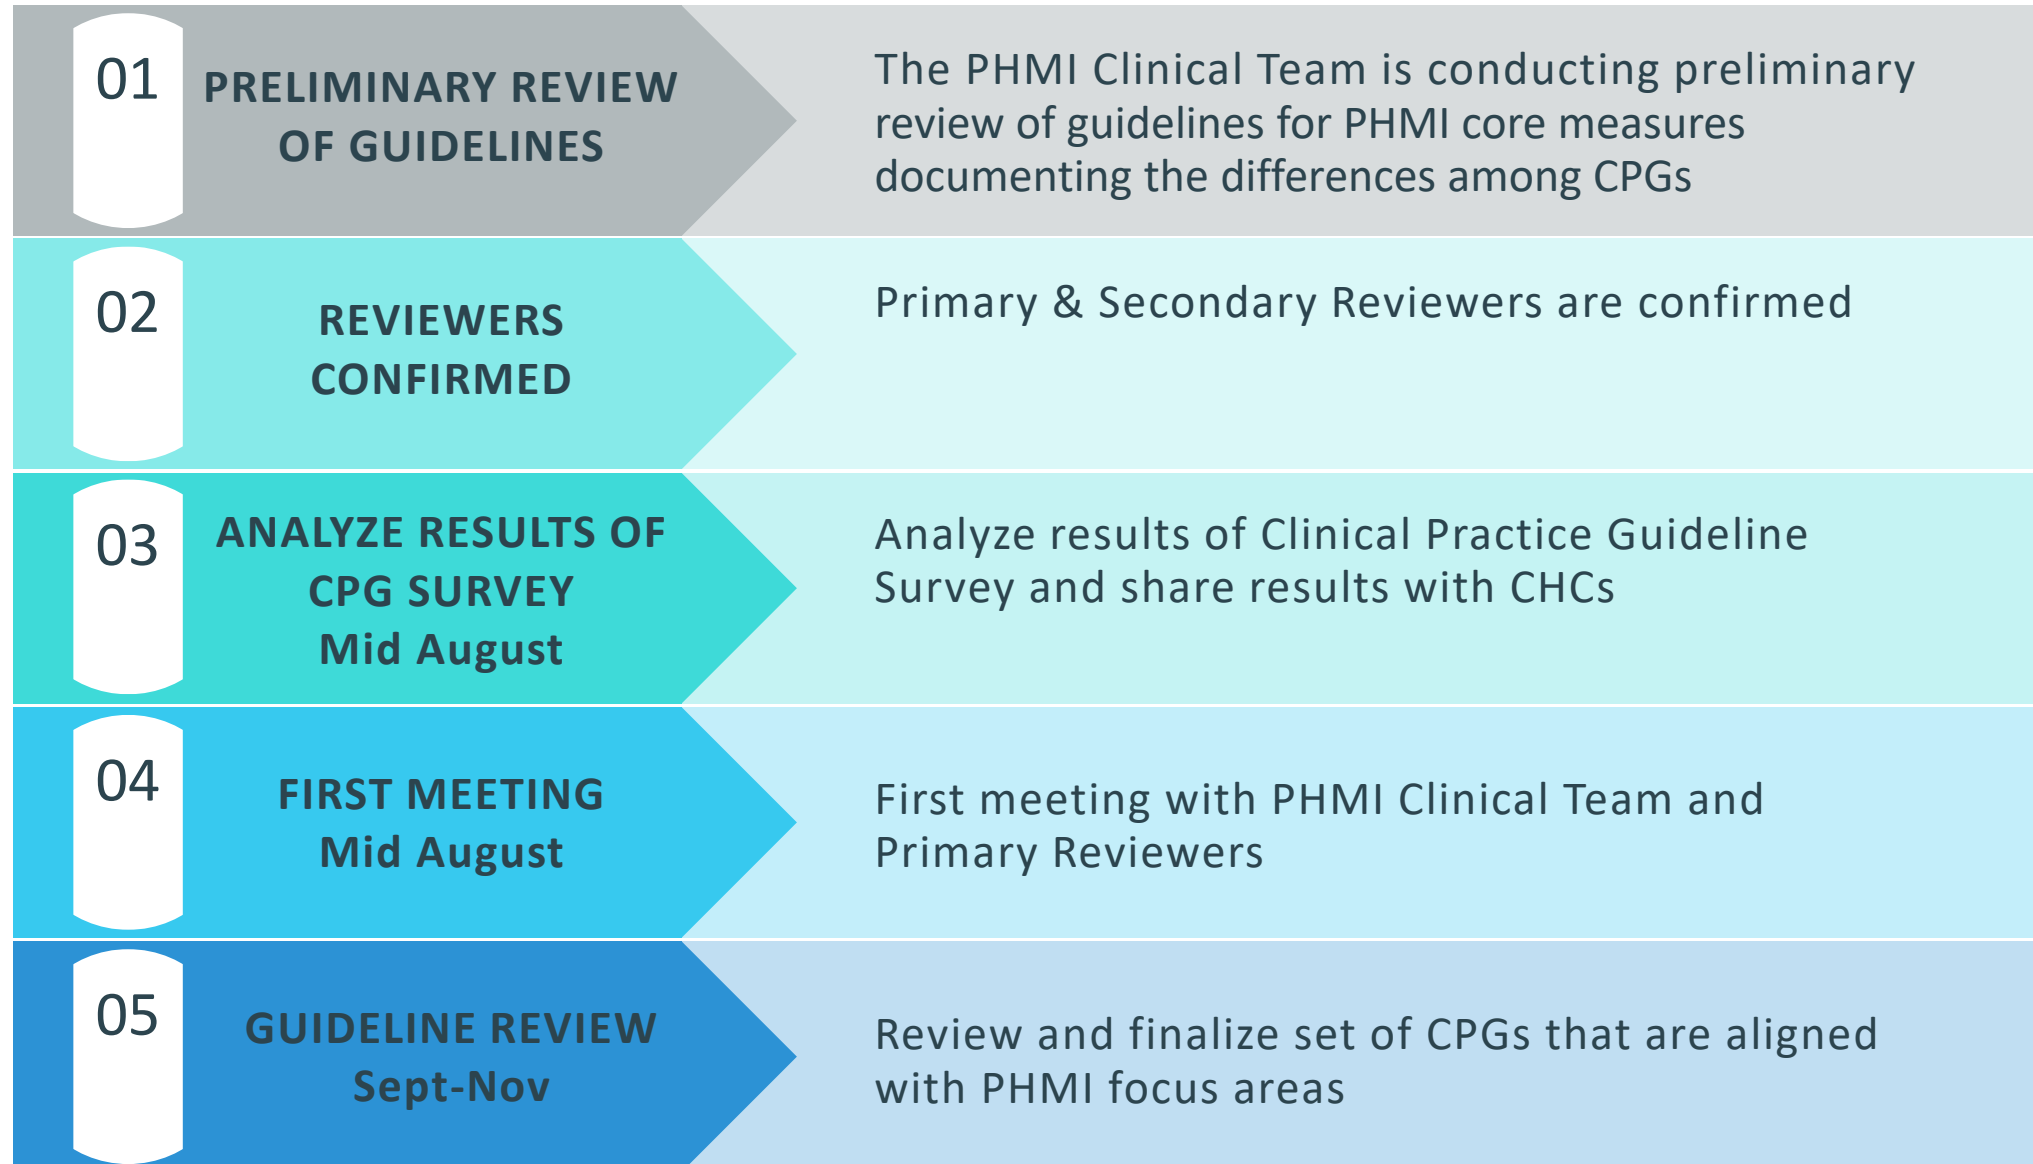 01
PRELIMINARY REVIEW
OF GUIDELINES
The PHMI Clinical Team is conducting preliminary
review of guidelines for PHMI core measures
documenting the differences among CPGs
02
REVIEWERS
CONFIRMED
Primary & Secondary Reviewers are confirmed
03
ANALYZE RESULTS OF
CPG SURVEY
Mid August
Analyze results of Clinical Practice Guideline
Survey and share results with CHCs
04
FIRST MEETING
Mid August
First meeting with PHMI Clinical Team and
Primary Reviewers
05
GUIDELINE REVIEW
Sept-Nov
Review and finalize set of CPGs that are aligned
with PHMI focus areas